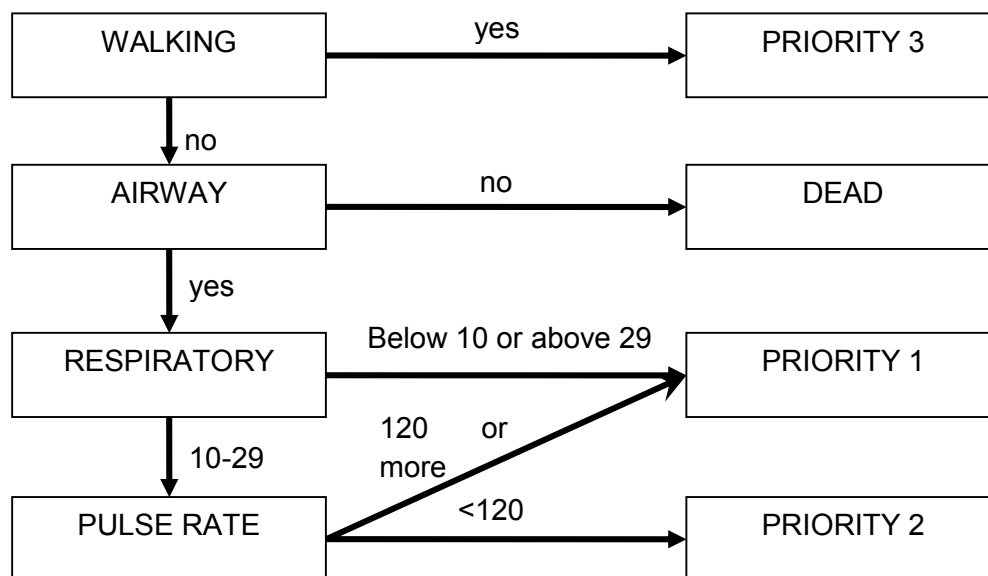 WALKING
yes
PRIORITY 3
no
AIRWAY
no
DEAD
yes
RESPIRATORY
Below 10 or above 29
PRIORITY 1
10-29
120 or
more
PULSE RATE
<120
PRIORITY 2